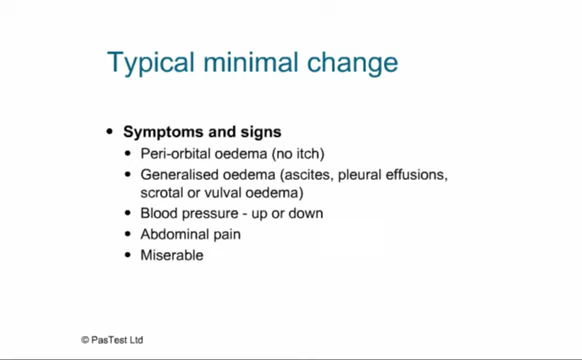 Typical minimal change
• Symptoms and signs
• Peri-orbital oedema (no itch)
• Generalised oedema (ascites, pleural effusions,
scrotal or vulval oedema)
• Blood pressure - up or down
• Abdominal pain
• Miserable
© PasTest Ltd